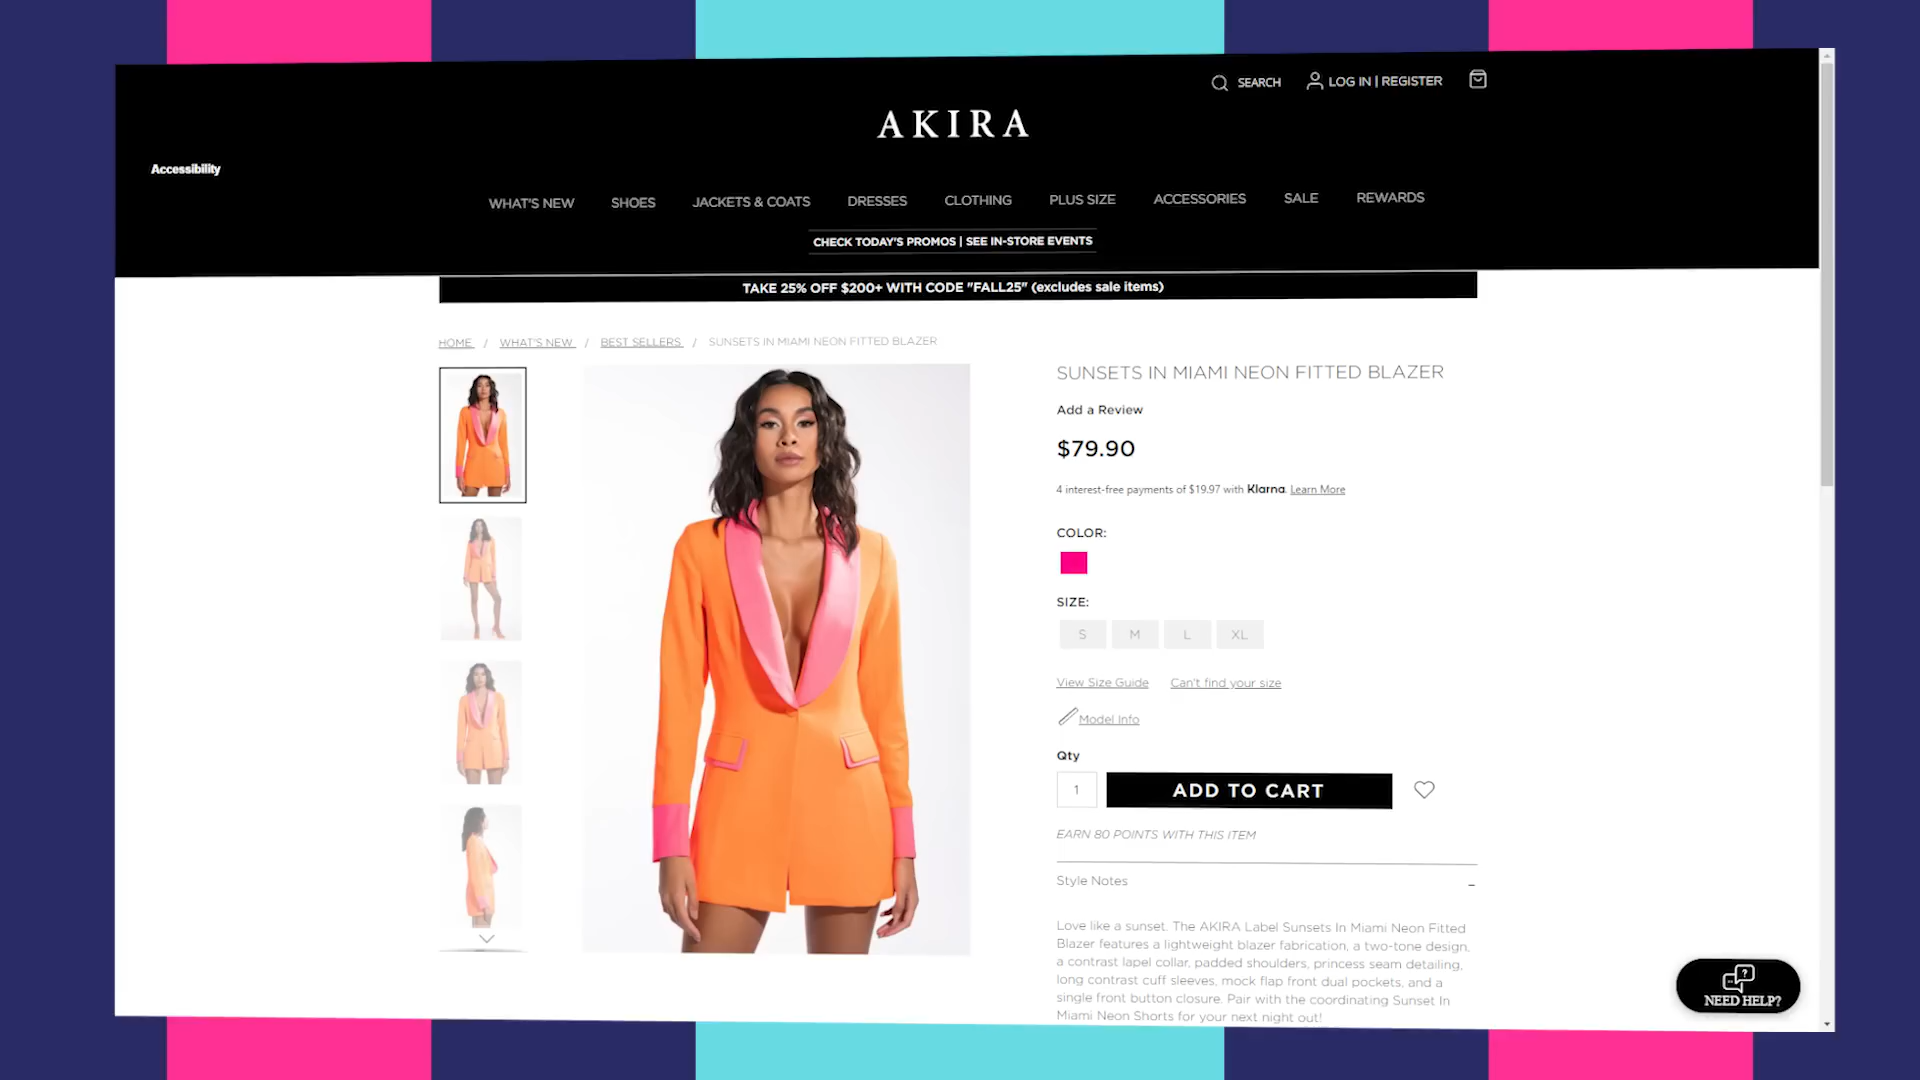 SEARCH
LOG IN | REGISTER
AKIRA
Accessibility
WHAT'S NEW SHOES JACKETS & COATS DRESSES CLOTHING PLUS SIZE ACCESSORIES SALE REWARDS
CHECK TODAY'S PROMOS | SEE IN-STORE EVENTS
TAKE 25% OFF $200+ WITH CODE "FALL25" (excludes sale items)
HOME / WHAT'S NEW / BEST SELLERS / SUNSETS IN MIAMI NEON FITTED BLAZER
SUNSETS IN MIAMI NEON FITTED BLAZER
Add a Review
$79.90
4 interest-free payments of $19.97 with Klarna. Learn More
COLOR:
SIZE:
S M L XL
View Size Guide Can't find your size
Model Info
Qty
1 ADD TO CART
EARN 80 POINTS WITH THIS ITEM
Style Notes -
Love like a sunset. The AKIRA Label Sunsets In Miami Neon Fitted
Blazer features a lightweight blazer fabrication, a two-tone design,
a contrast lapel collar, padded shoulders, princess seam detailing,
long contrast cuff sleeves, mock flap front dual pockets, and a
single front button closure. Pair with the coordinating Sunset In
Miami Neon Shorts for your next night out!
NEED HELP?